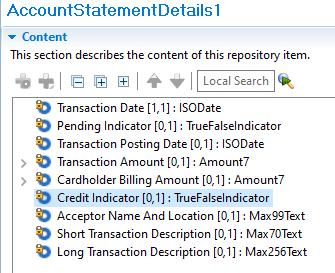 AccountStatementDetails1
Content
This section describes the content of this repository item.
Local Search
Transaction Date [1,1] : ISODate
Pending Indicator [0,1] : TrueFalseIndicator
Transaction Posting Date [0,1] : ISODate
Transaction Amount [0,1] : Amount7
Cardholder Billing Amount [0,1] : Amount7
Credit Indicator [0,1] : TrueFalseIndicator
Acceptor Name And Location [0,1] : Max99Text
Short Transaction Description [0,1] : Max70Text
Long Transaction Description [0,1] : Max256Text